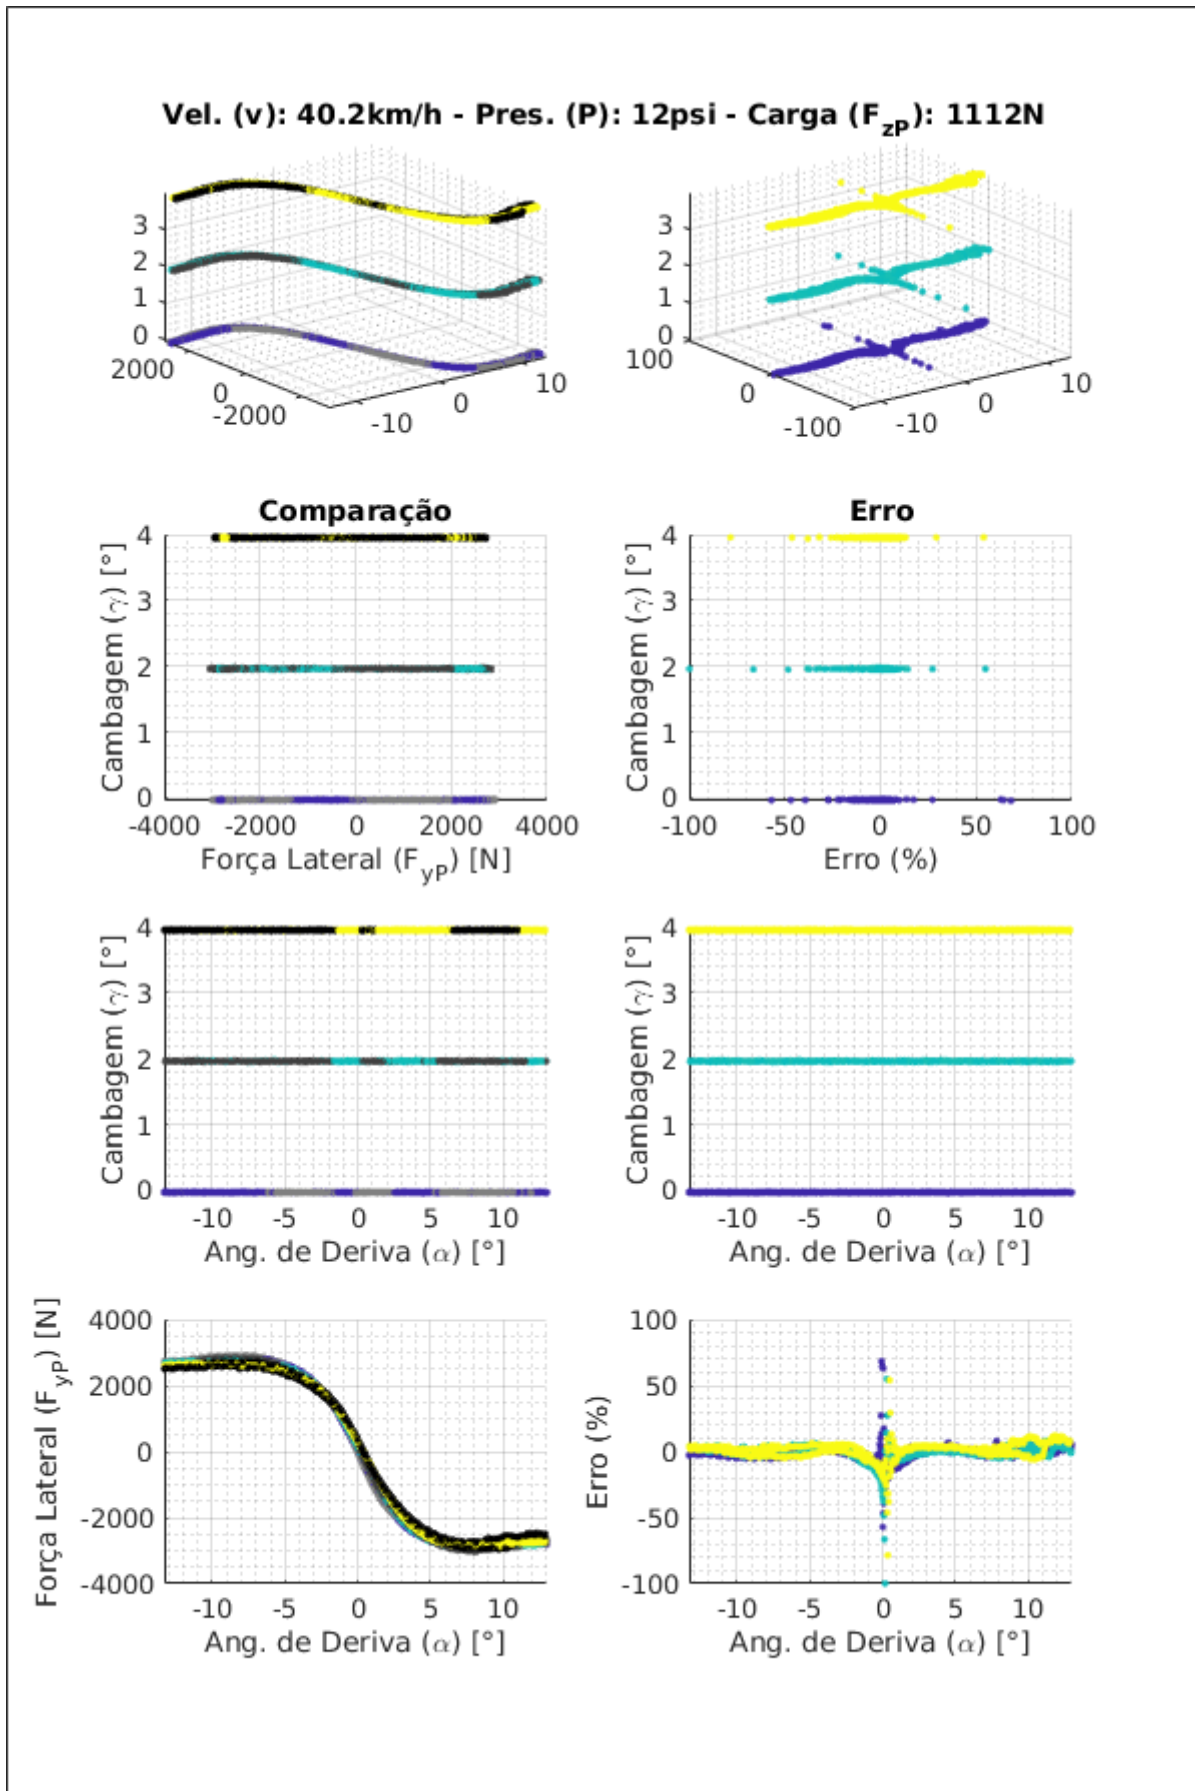 Vel. (v): 40.2km/h - Pres. (P): 12psi - Carga (F_zP): 1112N
3
2
1
0
2000
0
-2000
-10
0
10
3
2
1
0
100
0
-100
-10
0
10
Comparação
Cambagem (γ) [°]
4
3
2
1
0
-4000 -2000 0 2000 4000
Força Lateral (F_yP) [N]
Erro
Cambagem (γ) [°]
4
3
2
1
0
-100 -50 0 50 100
Erro (%)
Cambagem (γ) [°]
4
3
2
1
0
-10 -5 0 5 10
Ang. de Deriva (α) [°]
Cambagem (γ) [°]
4
3
2
1
0
-10 -5 0 5 10
Ang. de Deriva (α) [°]
Força Lateral (F_yP) [N]
4000
2000
0
-2000
-4000
-10 -5 0 5 10
Ang. de Deriva (α) [°]
Erro (%)
100
50
0
-50
-100
-10 -5 0 5 10
Ang. de Deriva (α) [°]